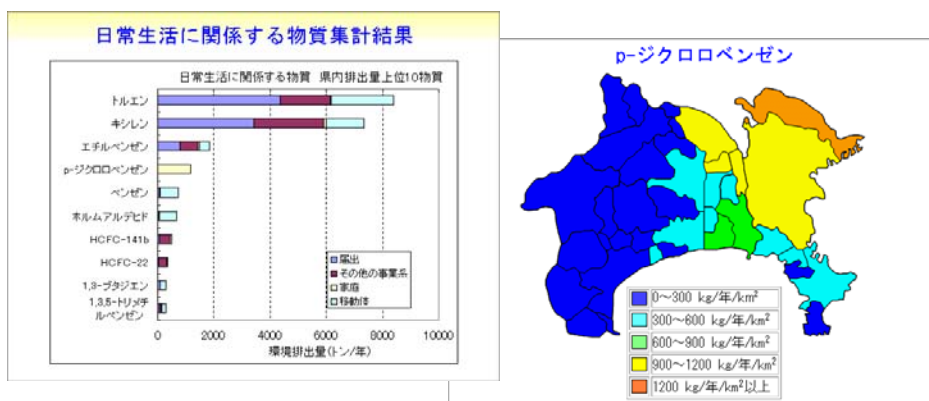 日常生活に関係する物質集計結果
日常生活に関係する物質 県内排出量上位10物質
トルエン
キシレン
エチルベンゼン
p-ジクロロベンゼン
ベンゼン
ホルムアルデヒド
HCFC-141b
HCFC-22
1,3-ブタジエン
1,3,5-トリメチ
ルベンゼン
届出
その他の事業系
家庭
移動体
0 2000 4000 6000 8000 10000
環境排出量(トン/年)
p-ジクロロベンゼン
0～300 kg/年/km²
300～600 kg/年/km²
600～900 kg/年/km²
900～1200 kg/年/km²
1200 kg/年/km²以上